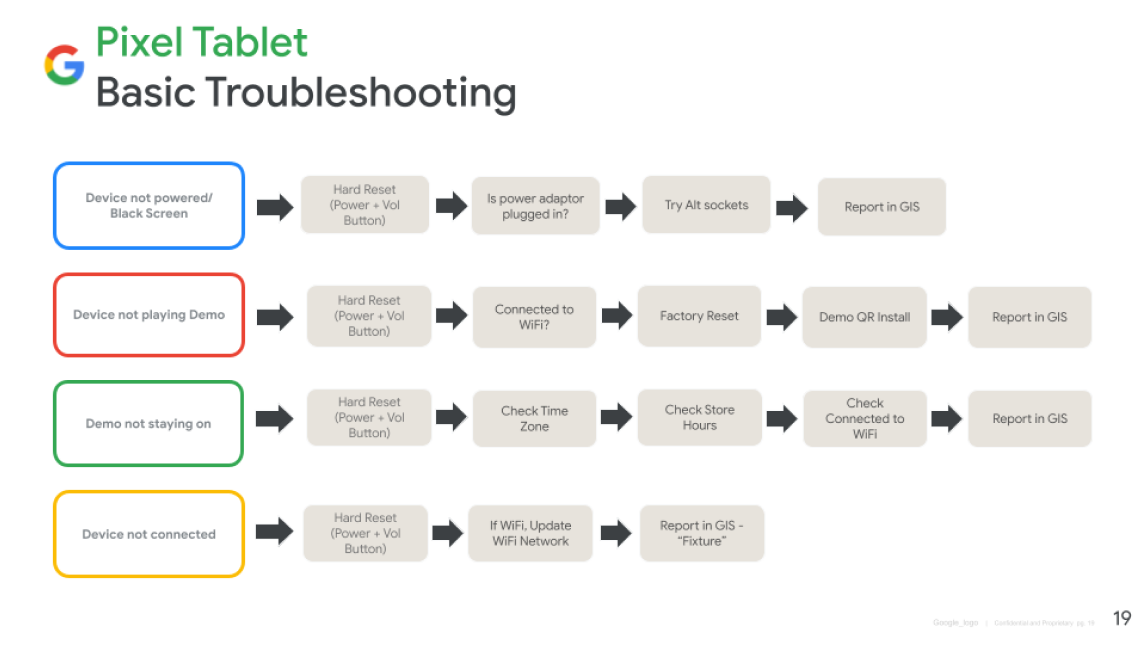 Pixel Tablet
Basic Troubleshooting
Device not powered/
Black Screen
Hard Reset
(Power + Vol
Button)
Is power adaptor
plugged in?
Try Alt sockets
Report in GIS
Device not playing Demo
Hard Reset
(Power + Vol
Button)
Connected to
WiFi?
Factory Reset
Demo QR Install
Report in GIS
Demo not staying on
Hard Reset
(Power + Vol
Button)
Check Time
Zone
Check Store
Hours
Check
Connected to
WiFi
Report in GIS
Device not connected
Hard Reset
(Power + Vol
Button)
If WiFi, Update
WiFi Network
Report in GIS -
“Fixture”
Google_logo | Confidential and Proprietary: pg. 19
19